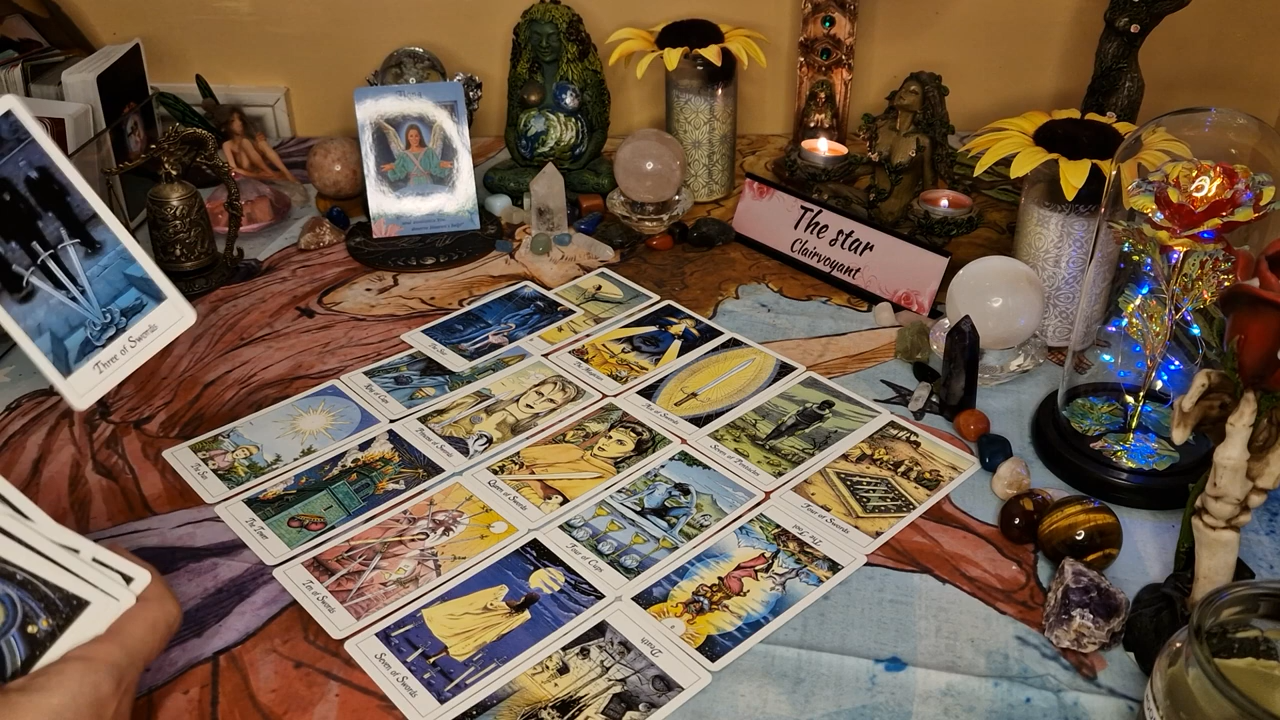 Three of Swords
The star
Clairvoyant
The Star
King of Cups
The Sun
Princess of Swords
Ace of Swords
The Tower
Queen of Swords
Seven of Pentacles
Ten of Swords
Four of Cups
Four of Swords
Seven of Swords
The Fool
Death